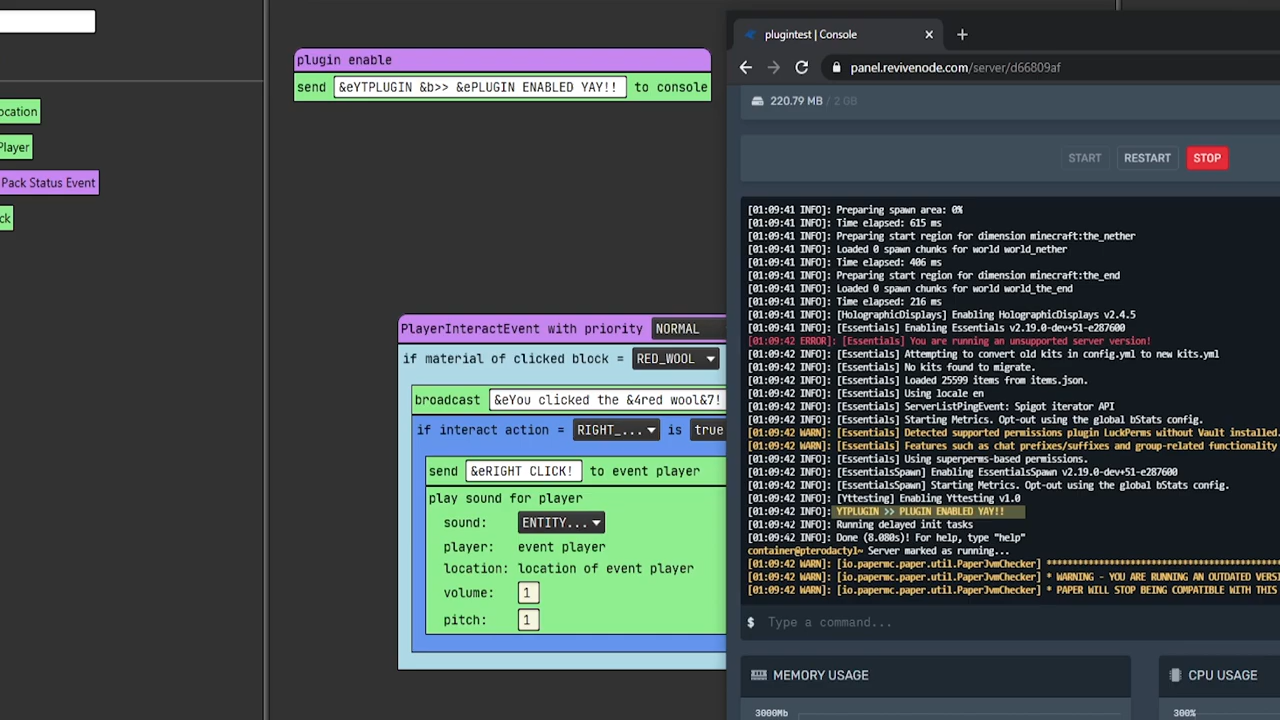 ocation
Player
Pack Status Event
ck
plugin enable
send &eYTPLUGIN &b>> &ePLUGIN ENABLED YAY!! to console
PlayerInteractEvent with priority NORMAL
if material of clicked block = RED_WOOL
broadcast &eYou clicked the &4red wool&7!
if interact action = RIGHT_... is true
send &eRIGHT CLICK! to event player
play sound for player
sound: ENTITY...
player: event player
location: location of event player
volume: 1
pitch: 1
plugintest | Console
panel.revivenode.com/server/d66809af
220.79 MB / 2 GB
START RESTART STOP
[01:09:41 INFO]: Preparing spawn area: 0%
[01:09:41 INFO]: Time elapsed: 615 ms
[01:09:41 INFO]: Preparing start region for dimension minecraft:the_nether
[01:09:41 INFO]: Loaded 0 spawn chunks for world world_nether
[01:09:41 INFO]: Time elapsed: 406 ms
[01:09:41 INFO]: Preparing start region for dimension minecraft:the_end
[01:09:41 INFO]: Loaded 0 spawn chunks for world world_the_end
[01:09:41 INFO]: Time elapsed: 216 ms
[01:09:41 INFO]: [HolographicDisplays] Enabling HolographicDisplays v2.4.5
[01:09:41 INFO]: [Essentials] Enabling Essentials v2.19.0-dev+51-e287600
[01:09:42 ERROR]: [Essentials] You are running an unsupported server version!
[01:09:42 INFO]: [Essentials] Attempting to convert old kits in config.yml to new kits.yml
[01:09:42 INFO]: [Essentials] No kits found to migrate.
[01:09:42 INFO]: [Essentials] Loaded 25599 items from items.json.
[01:09:42 INFO]: [Essentials] Using locale en
[01:09:42 INFO]: [Essentials] ServerListPingEvent: Spigot iterator API
[01:09:42 INFO]: [Essentials] Starting Metrics. Opt-out using the global bStats config.
[01:09:42 WARN]: [Essentials] Detected supported permissions plugin LuckPerms without Vault installed.
[01:09:42 WARN]: [Essentials] Features such as chat prefixes/suffixes and group-related functionality
[01:09:42 INFO]: [Essentials] Using superperms-based permissions.
[01:09:42 INFO]: [EssentialsSpawn] Enabling EssentialsSpawn v2.19.0-dev+51-e287600
[01:09:42 INFO]: [EssentialsSpawn] Starting Metrics. Opt-out using the global bStats config.
[01:09:42 INFO]: [Yttesting] Enabling Yttesting v1.0
[01:09:42 INFO]: YTPLUGIN >> PLUGIN ENABLED YAY!!
[01:09:42 INFO]: Running delayed init tasks
[01:09:42 INFO]: Done (8.080s)! For help, type "help"
container@pterodactyl~ Server marked as running...
[01:09:42 WARN]: [io.papermc.paper.util.PaperJvmChecker] ************************************
[01:09:42 WARN]: [io.papermc.paper.util.PaperJvmChecker] * WARNING - YOU ARE RUNNING AN OUTDATED VERSI
[01:09:42 WARN]: [io.papermc.paper.util.PaperJvmChecker] * PAPER WILL STOP BEING COMPATIBLE WITH THIS
$ Type a command...
MEMORY USAGE
CPU USAGE
3000Mb
300%